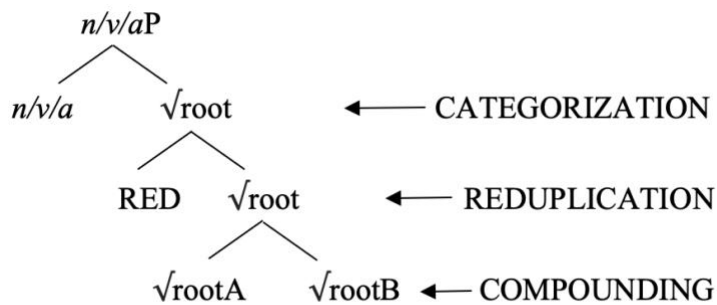 n/v/aP
n/v/a √root CATEGORIZATION
RED √root REDUPLICATION
√rootA √rootB COMPOUNDING